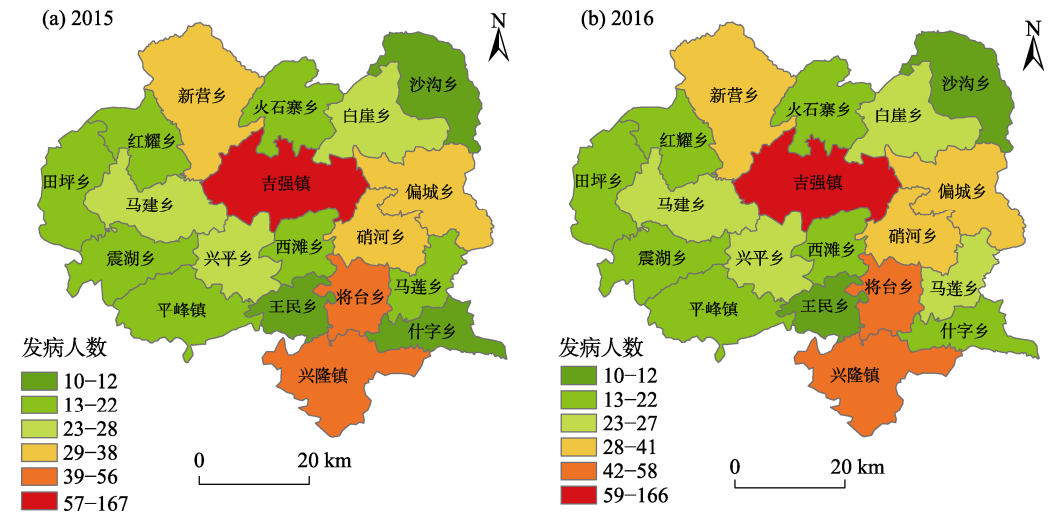 (a) 2015
N
沙沟乡
新营乡
火石寨乡
白崖乡
红耀乡
田坪乡
吉强镇
偏城乡
马建乡
硝河乡
西滩乡
震湖乡
兴平乡
马莲乡
将台乡
王民乡
平峰镇
什字乡
兴隆镇
发病人数
10−12
13−22
23−28
29−38
39−56
57−167
0 20 km
(b) 2016
N
沙沟乡
新营乡
火石寨乡
白崖乡
红耀乡
田坪乡
吉强镇
偏城乡
马建乡
硝河乡
西滩乡
震湖乡
兴平乡
将台乡
马莲乡
王民乡
平峰镇
什字乡
兴隆镇
发病人数
10−12
13−22
23−27
28−41
42−58
59−166
0 20 km